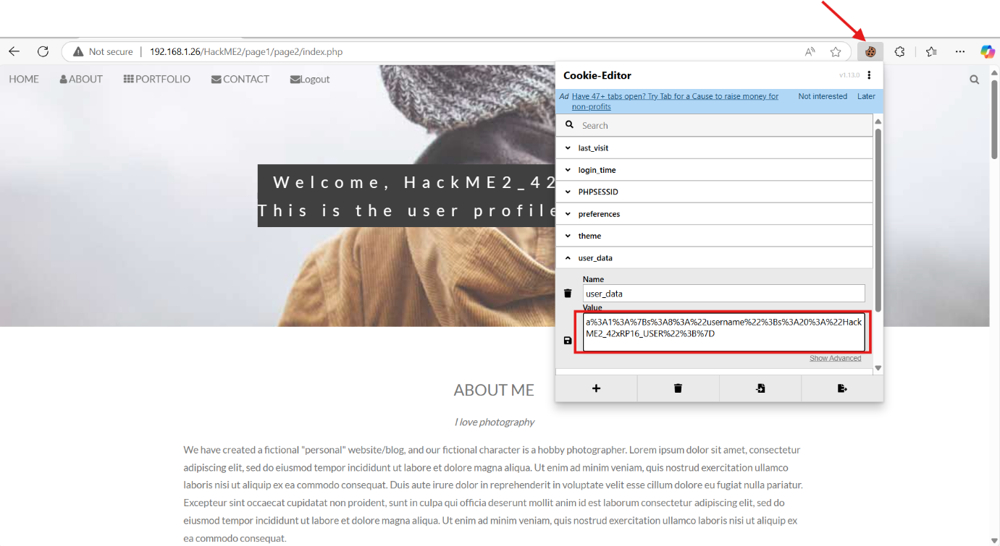 Not secure | 192.168.1.26/HackME2/page1/page2/index.php
HOME ABOUT PORTFOLIO CONTACT Logout
Welcome, HackME2_42
This is the user profile
Cookie-Editor v1.13.0
Ad Have 47+ tabs open? Try Tab for a Cause to raise money for Not interested Later
non-profits
Search
last_visit
login_time
PHPSESSID
preferences
theme
user_data
Name
user_data
Value
a%3A1%3A%7Bs%3A8%3A%22username%22%3Bs%3A20%3A%22Hack
ME2_42xRP16_USER%22%3B%7D
Show Advanced
ABOUT ME
I love photography
We have created a fictional "personal" website/blog, and our fictional character is a hobby photographer. Lorem ipsum dolor sit amet, consectetur
adipiscing elit, sed do eiusmod tempor incididunt ut labore et dolore magna aliqua. Ut enim ad minim veniam, quis nostrud exercitation ullamco
laboris nisi ut aliquip ex ea commodo consequat. Duis aute irure dolor in reprehenderit in voluptate velit esse cillum dolore eu fugiat nulla pariatur.
Excepteur sint occaecat cupidatat non proident, sunt in culpa qui officia deserunt mollit anim id est laborum consectetur adipiscing elit, sed do
eiusmod tempor incididunt ut labore et dolore magna aliqua. Ut enim ad minim veniam, quis nostrud exercitation ullamco laboris nisi ut aliquip ex
ea commodo consequat.